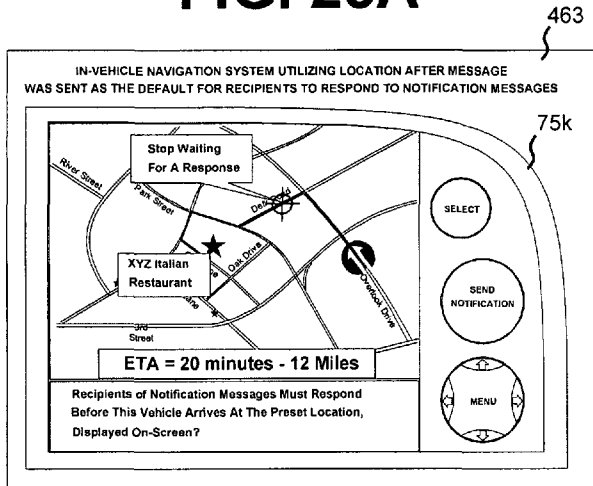 FIG. 26A
463
IN-VEHICLE NAVIGATION SYSTEM UTILIZING LOCATION AFTER MESSAGE
WAS SENT AS THE DEFAULT FOR RECIPIENTS TO RESPOND TO NOTIFICATION MESSAGES
75k
Stop Waiting
For A Response
River Street
Park Street
SELECT
XYZ Italian
Restaurant
Oak Drive
Overlook Drive
SEND
NOTIFICATION
3rd
Street
ETA = 20 minutes - 12 Miles
MENU
Recipients of Notification Messages Must Respond
Before This Vehicle Arrives At The Preset Location,
Displayed On-Screen?